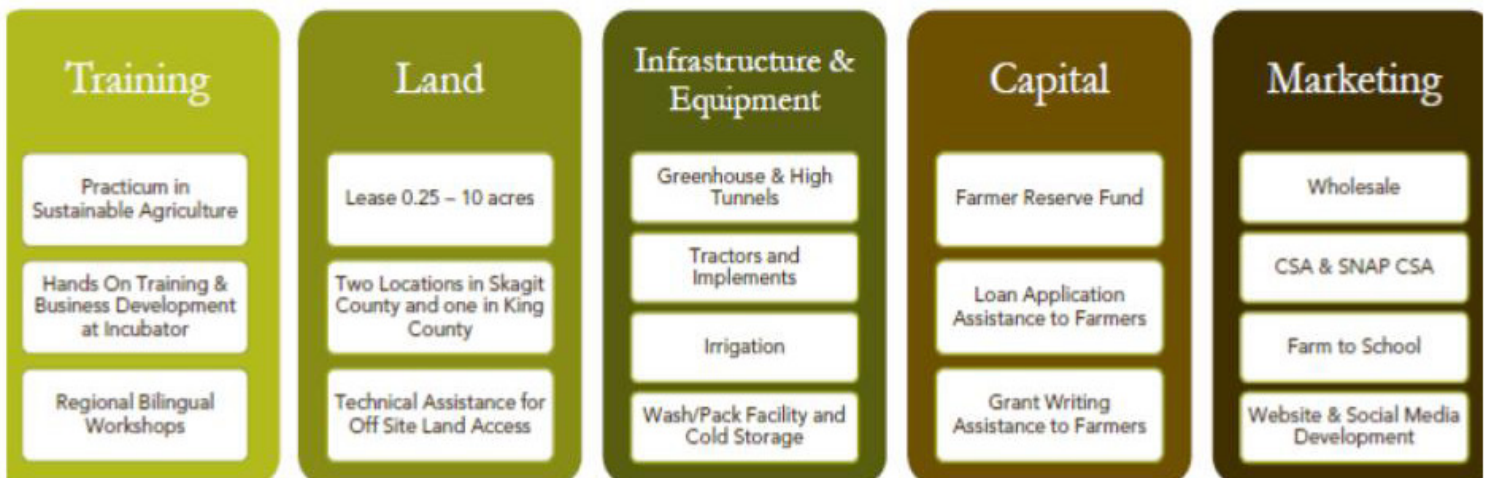 Training
Practicum in
Sustainable Agriculture
Hands On Training &
Business Development
at Incubator
Regional Bilingual
Workshops
Land
Lease 0.25 – 10 acres
Two Locations in Skagit
County and one in King
County
Technical Assistance for
Off Site Land Access
Infrastructure &
Equipment
Greenhouse & High
Tunnels
Tractors and
Implements
Irrigation
Wash/Pack Facility and
Cold Storage
Capital
Farmer Reserve Fund
Loan Application
Assistance to Farmers
Grant Writing
Assistance to Farmers
Marketing
Wholesale
CSA & SNAP CSA
Farm to School
Website & Social Media
Development